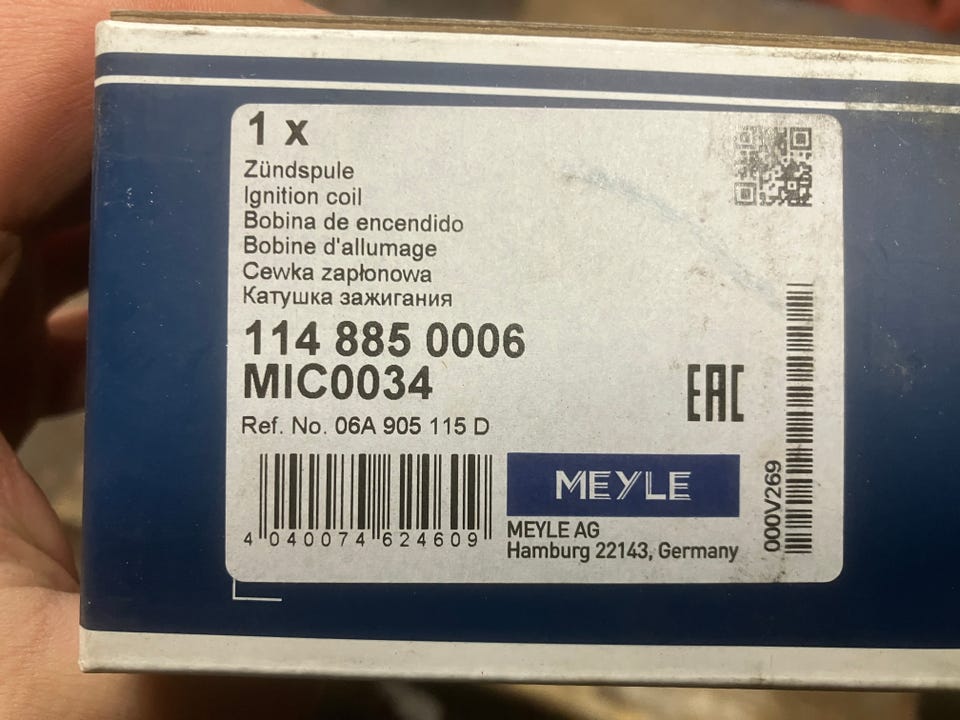 1 x
Zündspule
Ignition coil
Bobina de encendido
Bobine d'allumage
Cewka zapłonowa
Катушка зажигания
114 885 0006
MIC0034
Ref. No. 06A 905 115 D
EAC
4 040074 624609
MEYLE
MEYLE AG
Hamburg 22143, Germany
000V269